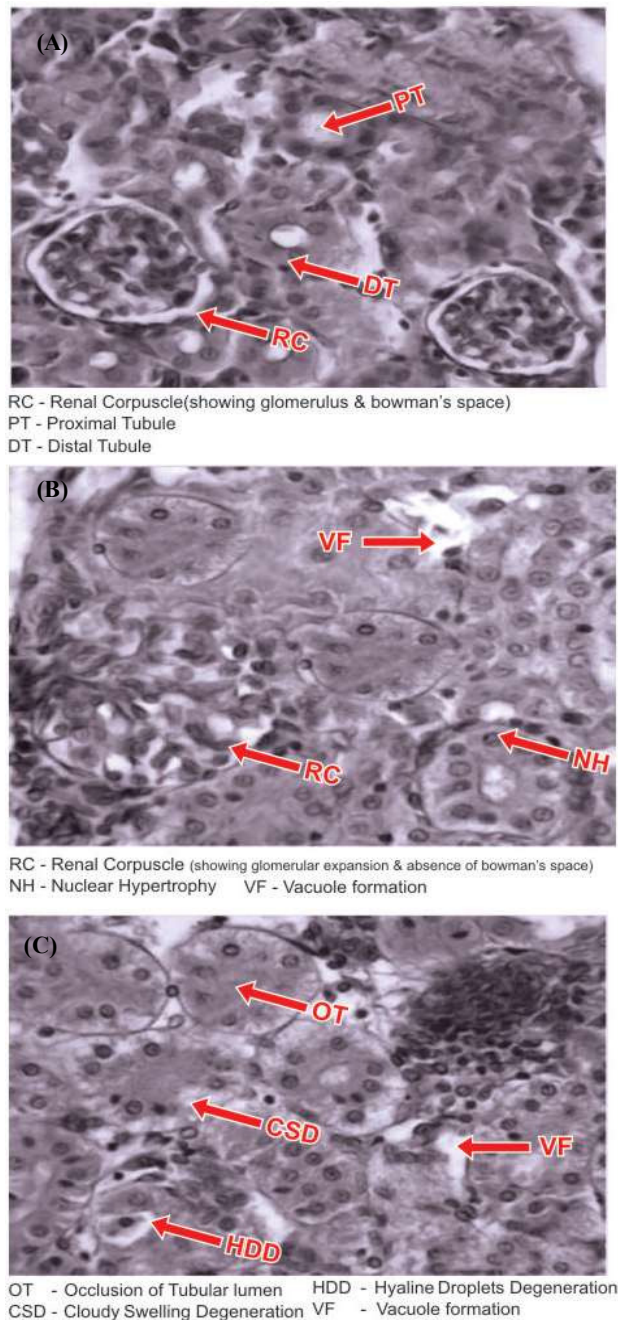 (A)
PT
DT
RC
RC - Renal Corpuscle(showing glomerulus & bowman's space)
PT - Proximal Tubule
DT - Distal Tubule
(B)
VF
RC
NH
RC - Renal Corpuscle (showing glomerular expansion & absence of bowman's space)
NH - Nuclear Hypertrophy VF - Vacuole formation
(C)
OT
CSD
VF
HDD
OT - Occlusion of Tubular lumen HDD - Hyaline Droplets Degeneration
CSD - Cloudy Swelling Degeneration VF - Vacuole formation